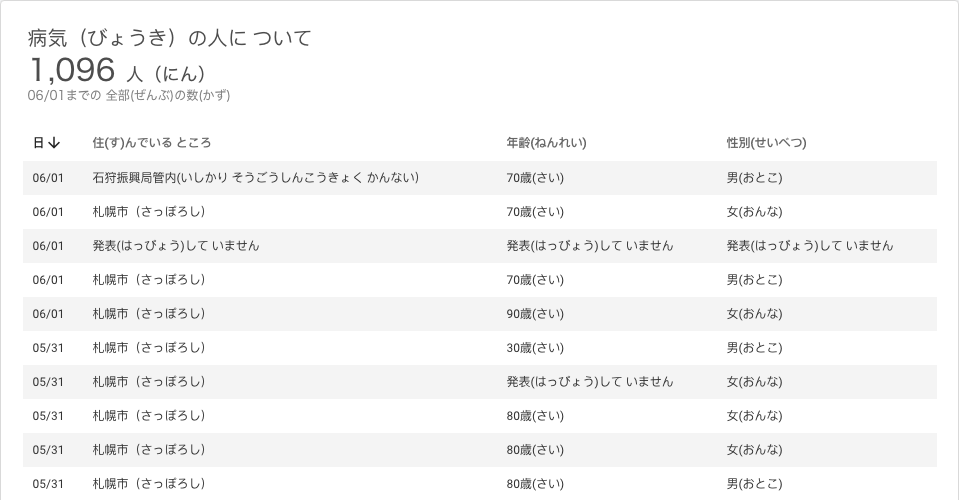 病気（びょうき）の人に ついて
1,096 人（にん）
06/01までの 全部(ぜんぶ)の数(かず)
日↓ 住(す)んでいる ところ 年齢(ねんれい) 性別(せいべつ)
06/01 石狩振興局管内(いしかり そうごうしんこうきょく かんない) 70歳(さい) 男(おとこ)
06/01 札幌市（さっぽろし） 70歳(さい) 女(おんな)
06/01 発表(はっぴょう)して いません 発表(はっぴょう)して いません 発表(はっぴょう)して いません
06/01 札幌市（さっぽろし） 70歳(さい) 男(おとこ)
06/01 札幌市（さっぽろし） 90歳(さい) 女(おんな)
05/31 札幌市（さっぽろし） 30歳(さい) 男(おとこ)
05/31 札幌市（さっぽろし） 発表(はっぴょう)して いません 女(おんな)
05/31 札幌市（さっぽろし） 80歳(さい) 女(おんな)
05/31 札幌市（さっぽろし） 80歳(さい) 女(おんな)
05/31 札幌市（さっぽろし） 80歳(さい) 男(おとこ)